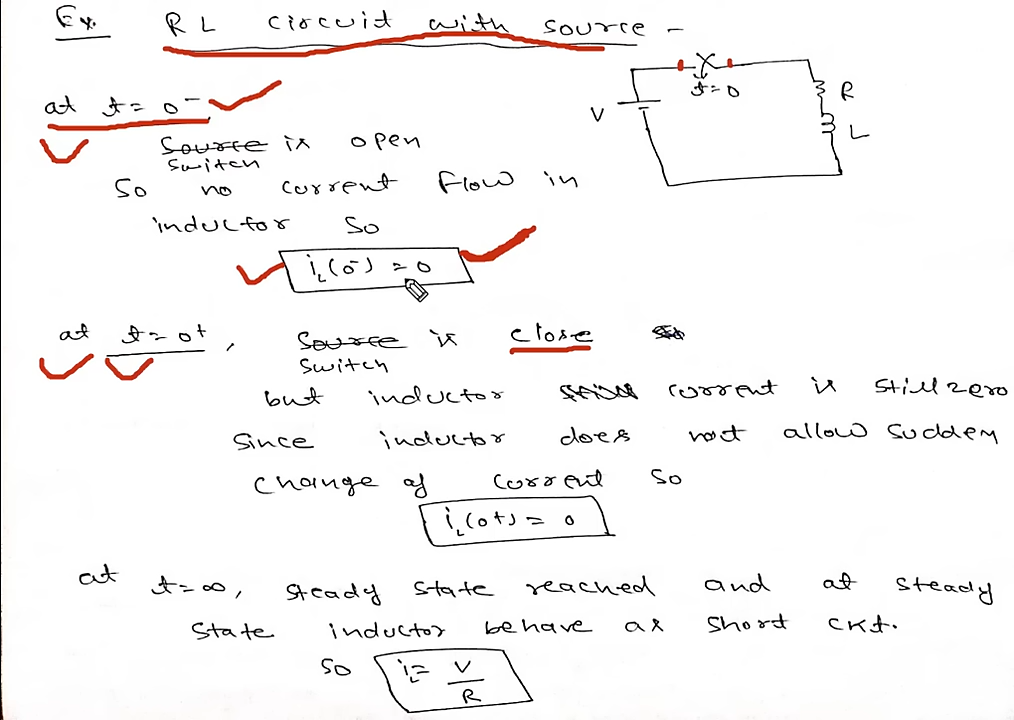 Ex. RL circuit with source -
at t = 0⁻
Source is open
Switch
So no current flow in
inductor so
i_L(0⁻) = 0
t=0
V
R
L
at t = 0⁺, Source is close
Switch
but inductor current is still zero
Since inductor does not allow sudden
change of current so
i_L(0⁺) = 0
at t=∞, steady state reached and at steady
state inductor behave as short ckt.
so i_L = V/R